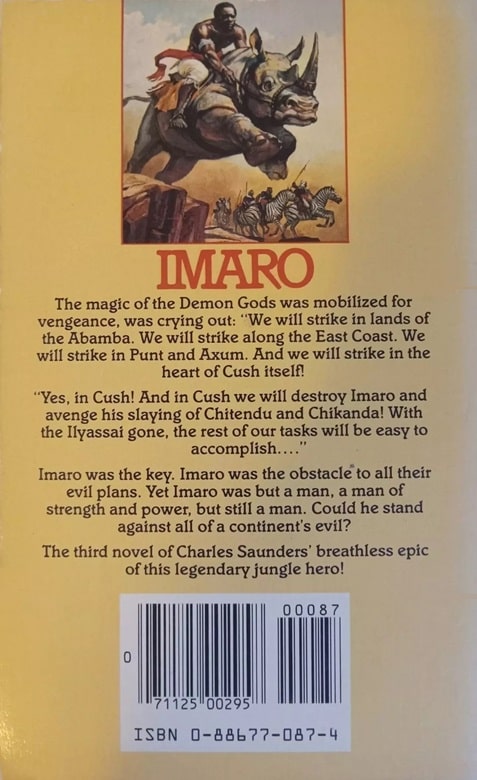 IMARO
The magic of the Demon Gods was mobilized for
vengeance, was crying out: "We will strike in lands of
the Abamba. We will strike along the East Coast. We
will strike in Punt and Axum. And we will strike in the
heart of Cush itself!
"Yes, in Cush! And in Cush we will destroy Imaro and
avenge his slaying of Chitendu and Chikanda! With
the Ilyassai gone, the rest of our tasks will be easy to
accomplish...."
Imaro was the key. Imaro was the obstacle to all their
evil plans. Yet Imaro was but a man, a man of
strength and power, but still a man. Could he stand
against all of a continent's evil?
The third novel of Charles Saunders' breathless epic
of this legendary jungle hero!
00087
0
71125 00295
ISBN 0-88677-087-4